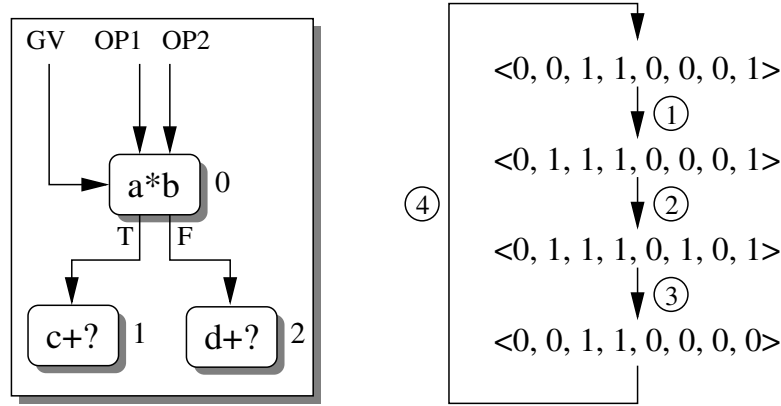 GV OP1 OP2
a*b 0
T F
c+? 1
d+? 2
<0, 0, 1, 1, 0, 0, 0, 1>
1
<0, 1, 1, 1, 0, 0, 0, 1>
4
2
<0, 1, 1, 1, 0, 1, 0, 1>
3
<0, 0, 1, 1, 0, 0, 0, 0>